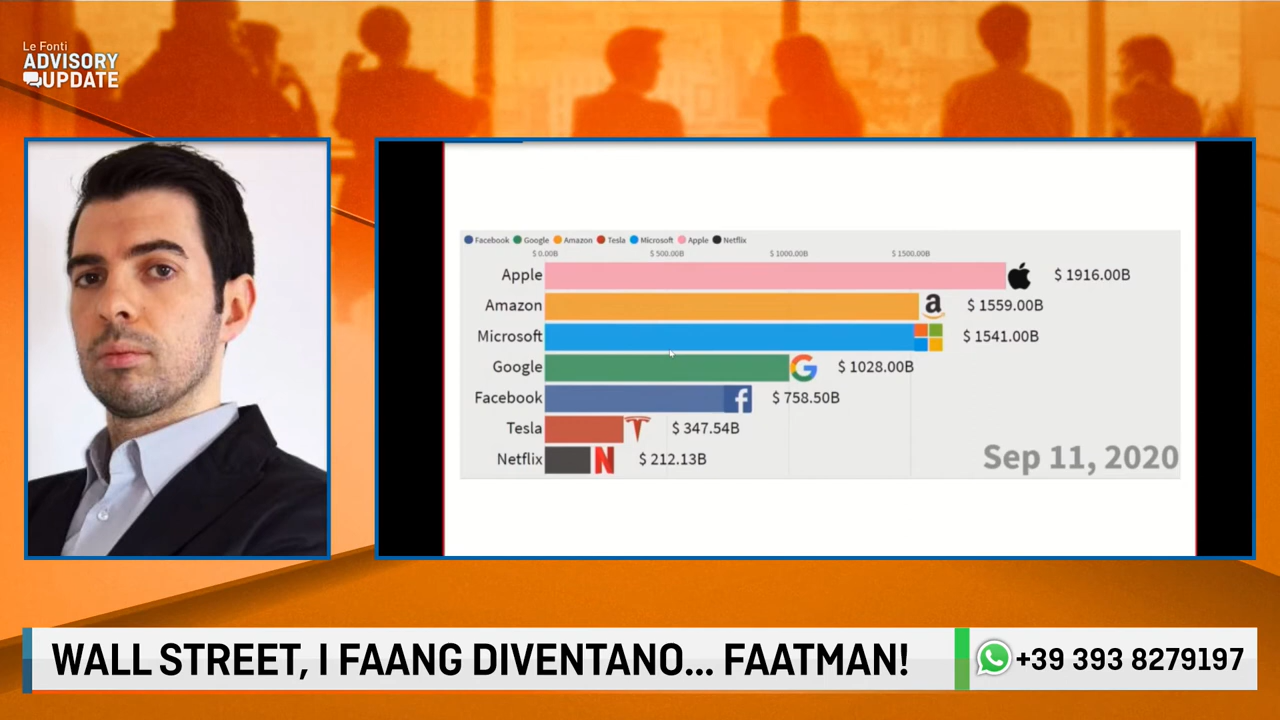 Le Fonti
ADVISORY
UPDATE
Facebook Google Amazon Tesla Microsoft Apple Netflix
$ 0.00B $ 500.00B $ 1000.00B $ 1500.00B
Apple $ 1916.00B
Amazon a $ 1559.00B
Microsoft $ 1541.00B
Google G $ 1028.00B
Facebook f $ 758.50B
Tesla T $ 347.54B
Netflix N $ 212.13B
Sep 11, 2020
WALL STREET, I FAANG DIVENTANO... FAATMAN! +39 393 8279197